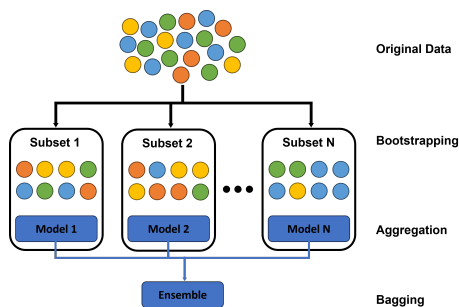 Original Data
Bootstrapping
Subset 1
Subset 2
Subset N
Model 1
Model 2
Model N
Aggregation
Ensemble
Bagging